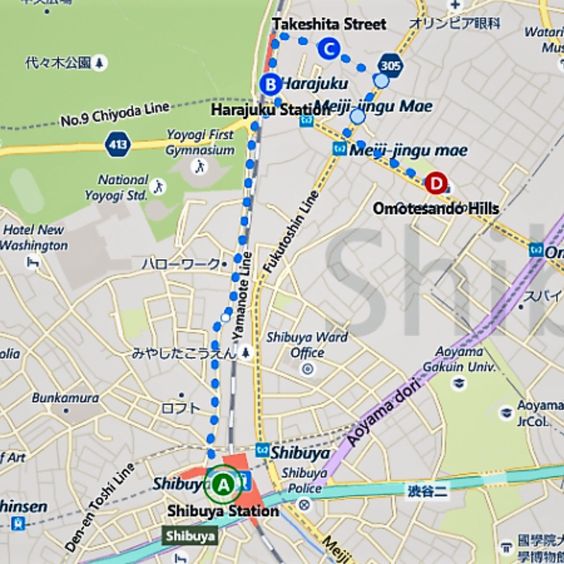 Takeshita Street
オリンピア眼科
代々木公園
C
305
B
Harajuku
No.9 Chiyoda Line
Harajuku Station
Meiji-jingu Mae
413
Yoyogi First
Gymnasium
Meiji-jingu mae
National
Yoyogi Std.
D
Omotesando Hills
Hotel New
Washington
Fukutoshin Line
ハローワーク
Yamanote Line
Shib
スパイ
みやしたこうえん
Shibuya Ward
Office
Aoyama
Gakuin Univ.
Bunkamura
ロフト
Aoyama dori
Aoyama
JrCol.
of Art
Shibuya
Den-en Toshi Line
A
Shibuya
Shibuya
Police
渋谷二
hinsen
Shibuya Station
Shibuya
Meiji
國學院大
學博物館